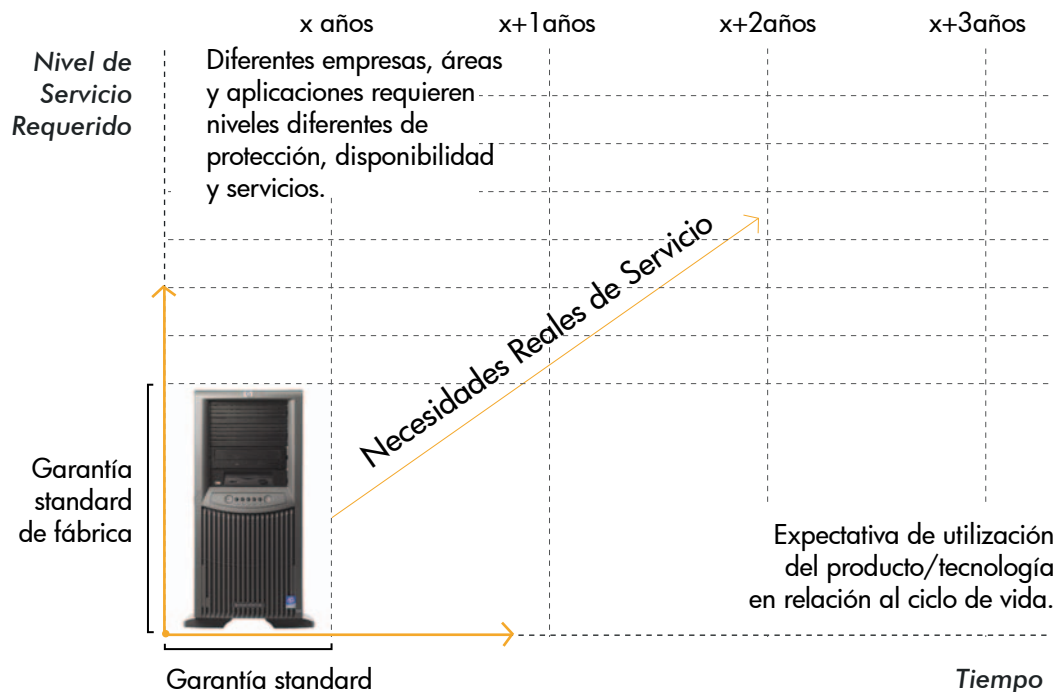 x años
x+1años
x+2años
x+3años
Nivel de
Servicio
Requerido
Diferentes empresas, áreas
y aplicaciones requieren
niveles diferentes de
protección, disponibilidad
y servicios.
Necesidades Reales de Servicio
Garantía
standard
de fábrica
Expectativa de utilización
del producto/tecnología
en relación al ciclo de vida.
Garantía standard
Tiempo